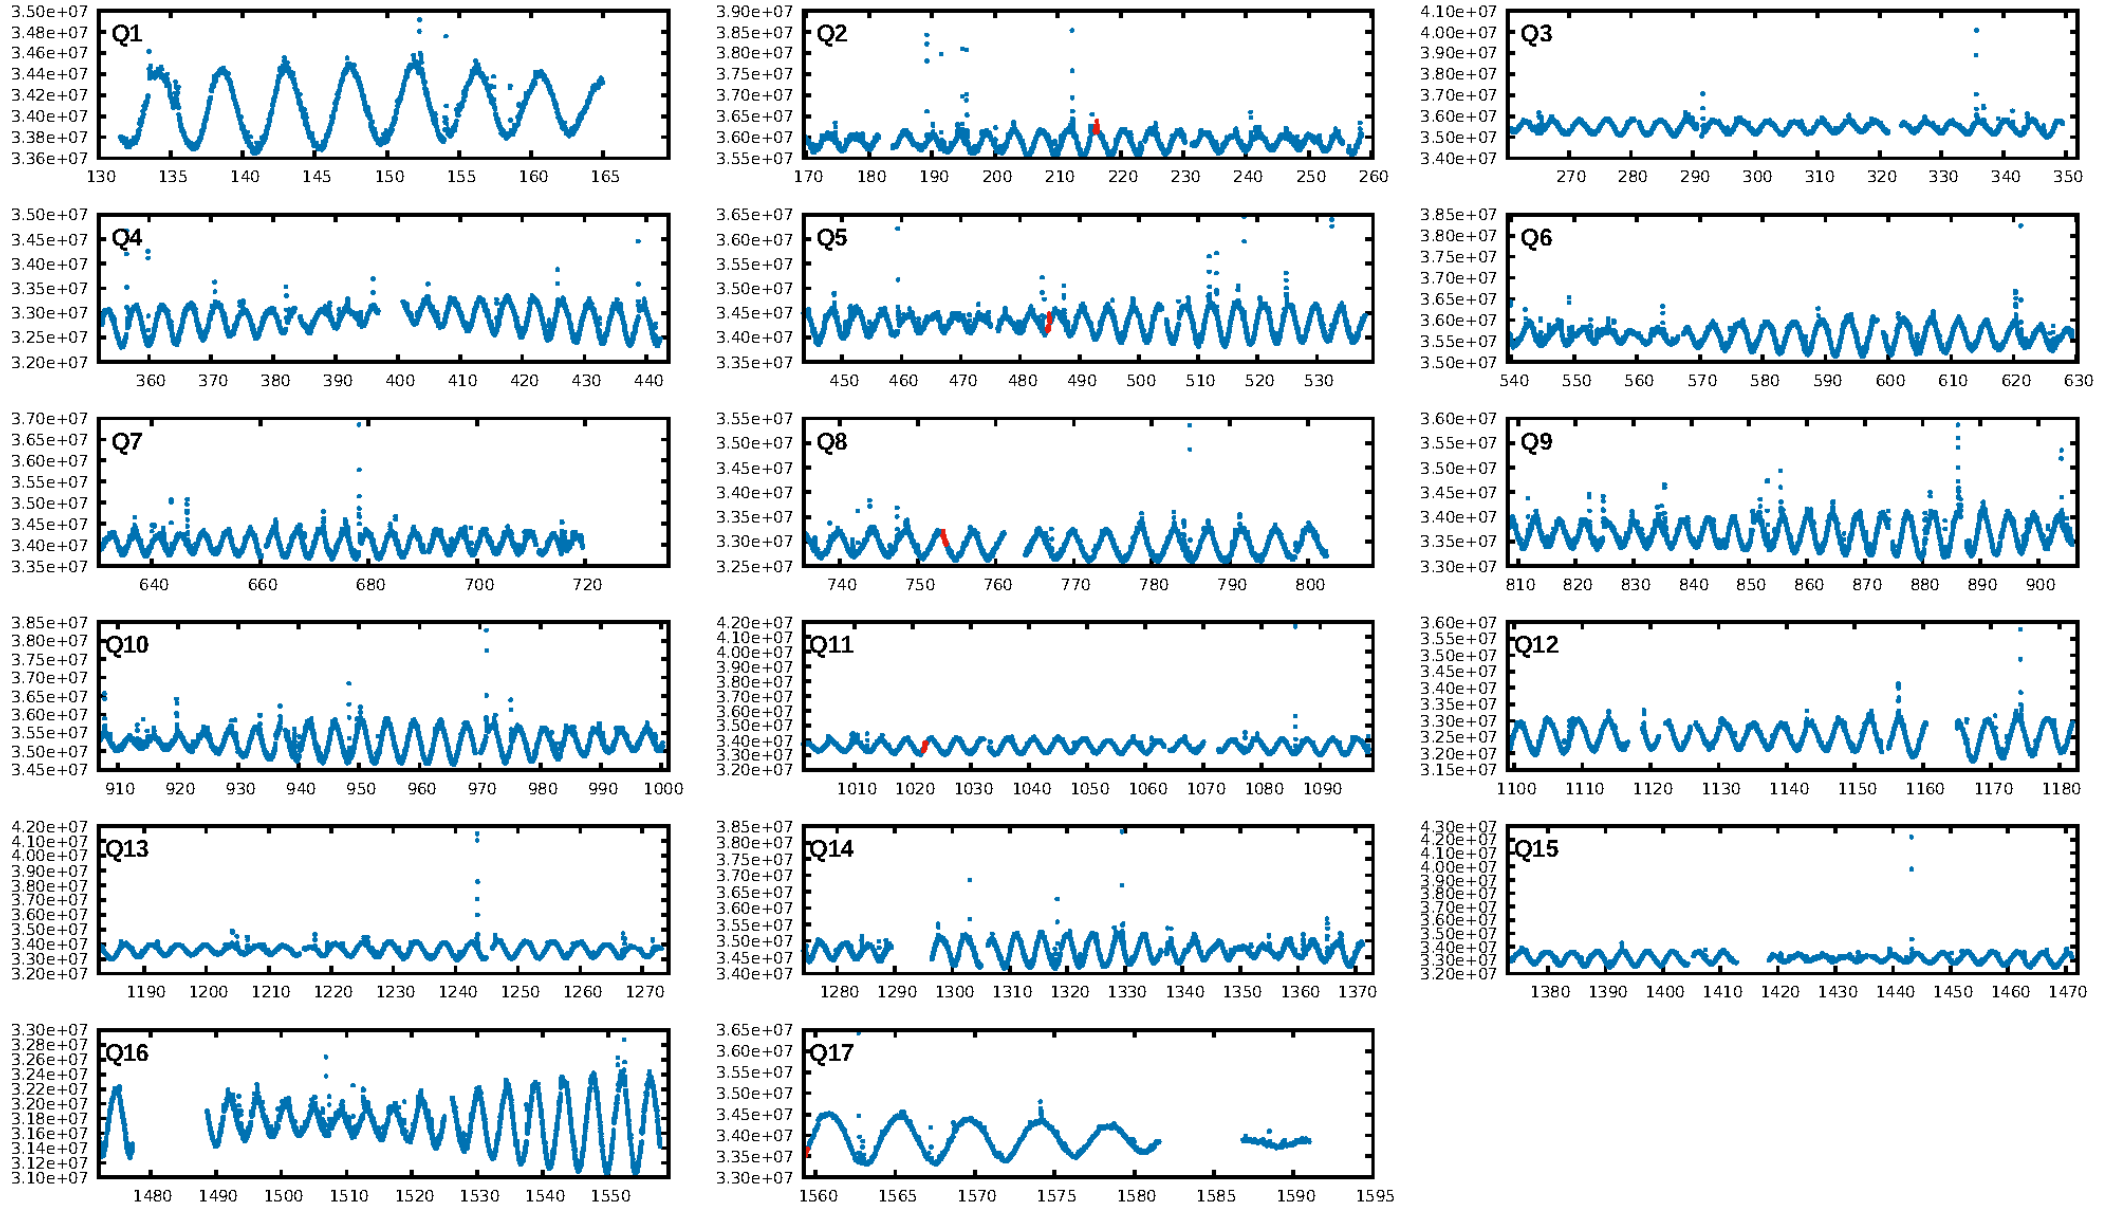 Q1
3.50e+07
3.48e+07
3.46e+07
3.44e+07
3.42e+07
3.40e+07
3.38e+07
3.36e+07
130 135 140 145 150 155 160 165
Q2
3.90e+07
3.85e+07
3.80e+07
3.75e+07
3.70e+07
3.65e+07
3.60e+07
3.55e+07
170 180 190 200 210 220 230 240 250 260
Q3
4.10e+07
4.00e+07
3.90e+07
3.80e+07
3.70e+07
3.60e+07
3.50e+07
3.40e+07
270 280 290 300 310 320 330 340 350
Q4
3.50e+07
3.45e+07
3.40e+07
3.35e+07
3.30e+07
3.25e+07
3.20e+07
360 370 380 390 400 410 420 430 440
Q5
3.65e+07
3.60e+07
3.55e+07
3.50e+07
3.45e+07
3.40e+07
3.35e+07
450 460 470 480 490 500 510 520 530
Q6
3.85e+07
3.80e+07
3.75e+07
3.70e+07
3.65e+07
3.60e+07
3.55e+07
3.50e+07
540 550 560 570 580 590 600 610 620 630
Q7
3.70e+07
3.65e+07
3.60e+07
3.55e+07
3.50e+07
3.45e+07
3.40e+07
3.35e+07
640 660 680 700 720
Q8
3.55e+07
3.50e+07
3.45e+07
3.40e+07
3.35e+07
3.30e+07
3.25e+07
740 750 760 770 780 790 800
Q9
3.60e+07
3.55e+07
3.50e+07
3.45e+07
3.40e+07
3.35e+07
3.30e+07
810 820 830 840 850 860 870 880 890 900
Q10
3.85e+07
3.80e+07
3.75e+07
3.70e+07
3.65e+07
3.60e+07
3.55e+07
3.50e+07
3.45e+07
910 920 930 940 950 960 970 980 990 1000
Q11
4.20e+07
4.10e+07
4.00e+07
3.90e+07
3.80e+07
3.70e+07
3.60e+07
3.50e+07
3.40e+07
3.30e+07
3.20e+07
1010 1020 1030 1040 1050 1060 1070 1080 1090
Q12
3.60e+07
3.55e+07
3.50e+07
3.45e+07
3.40e+07
3.35e+07
3.30e+07
3.25e+07
3.20e+07
3.15e+07
1100 1110 1120 1130 1140 1150 1160 1170 1180
Q13
4.20e+07
4.10e+07
4.00e+07
3.90e+07
3.80e+07
3.70e+07
3.60e+07
3.50e+07
3.40e+07
3.30e+07
3.20e+07
1190 1200 1210 1220 1230 1240 1250 1260 1270
Q14
3.85e+07
3.80e+07
3.75e+07
3.70e+07
3.65e+07
3.60e+07
3.55e+07
3.50e+07
3.45e+07
3.40e+07
1280 1290 1300 1310 1320 1330 1340 1350 1360 1370
Q15
4.30e+07
4.20e+07
4.10e+07
4.00e+07
3.90e+07
3.80e+07
3.70e+07
3.60e+07
3.50e+07
3.40e+07
3.30e+07
3.20e+07
1380 1390 1400 1410 1420 1430 1440 1450 1460 1470
Q16
3.30e+07
3.28e+07
3.26e+07
3.24e+07
3.22e+07
3.20e+07
3.18e+07
3.16e+07
3.14e+07
3.12e+07
3.10e+07
1480 1490 1500 1510 1520 1530 1540 1550
Q17
3.65e+07
3.60e+07
3.55e+07
3.50e+07
3.45e+07
3.40e+07
3.35e+07
3.30e+07
1560 1565 1570 1575 1580 1585 1590 1595